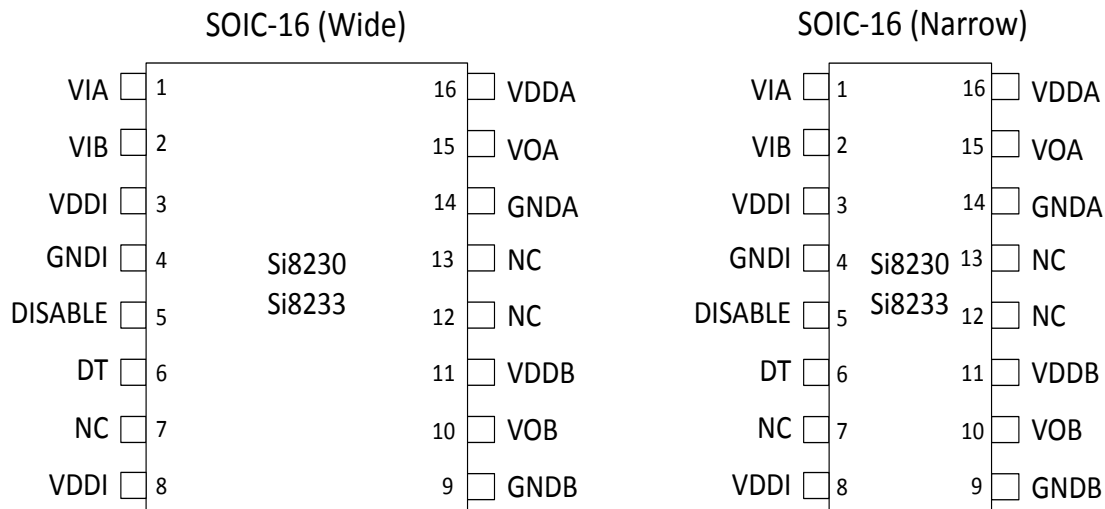 SOIC-16 (Wide)
VIA 1 16 VDDA
VIB 2 15 VOA
VDDI 3 14 GNDA
GNDI 4 13 NC
Si8230
Si8233
DISABLE 5 12 NC
DT 6 11 VDDB
NC 7 10 VOB
VDDI 8 9 GNDB
SOIC-16 (Narrow)
VIA 1 16 VDDA
VIB 2 15 VOA
VDDI 3 14 GNDA
GNDI 4 13 NC
Si8230
Si8233
DISABLE 5 12 NC
DT 6 11 VDDB
NC 7 10 VOB
VDDI 8 9 GNDB